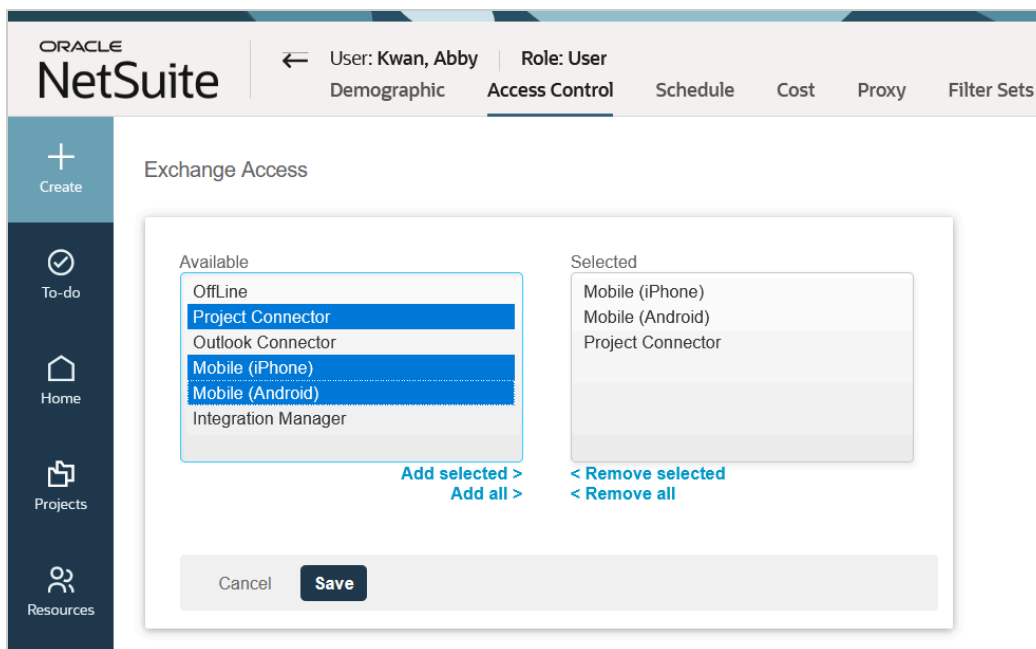 ORACLE
NetSuite
User: Kwan, Abby
Role: User
Demographic
Access Control
Schedule
Cost
Proxy
Filter Sets
Create
To-do
Home
Projects
Resources
Exchange Access
Available
OffLine
Project Connector
Outlook Connector
Mobile (iPhone)
Mobile (Android)
Integration Manager
Add selected >
Add all >
Selected
Mobile (iPhone)
Mobile (Android)
Project Connector
< Remove selected
< Remove all
Cancel
Save